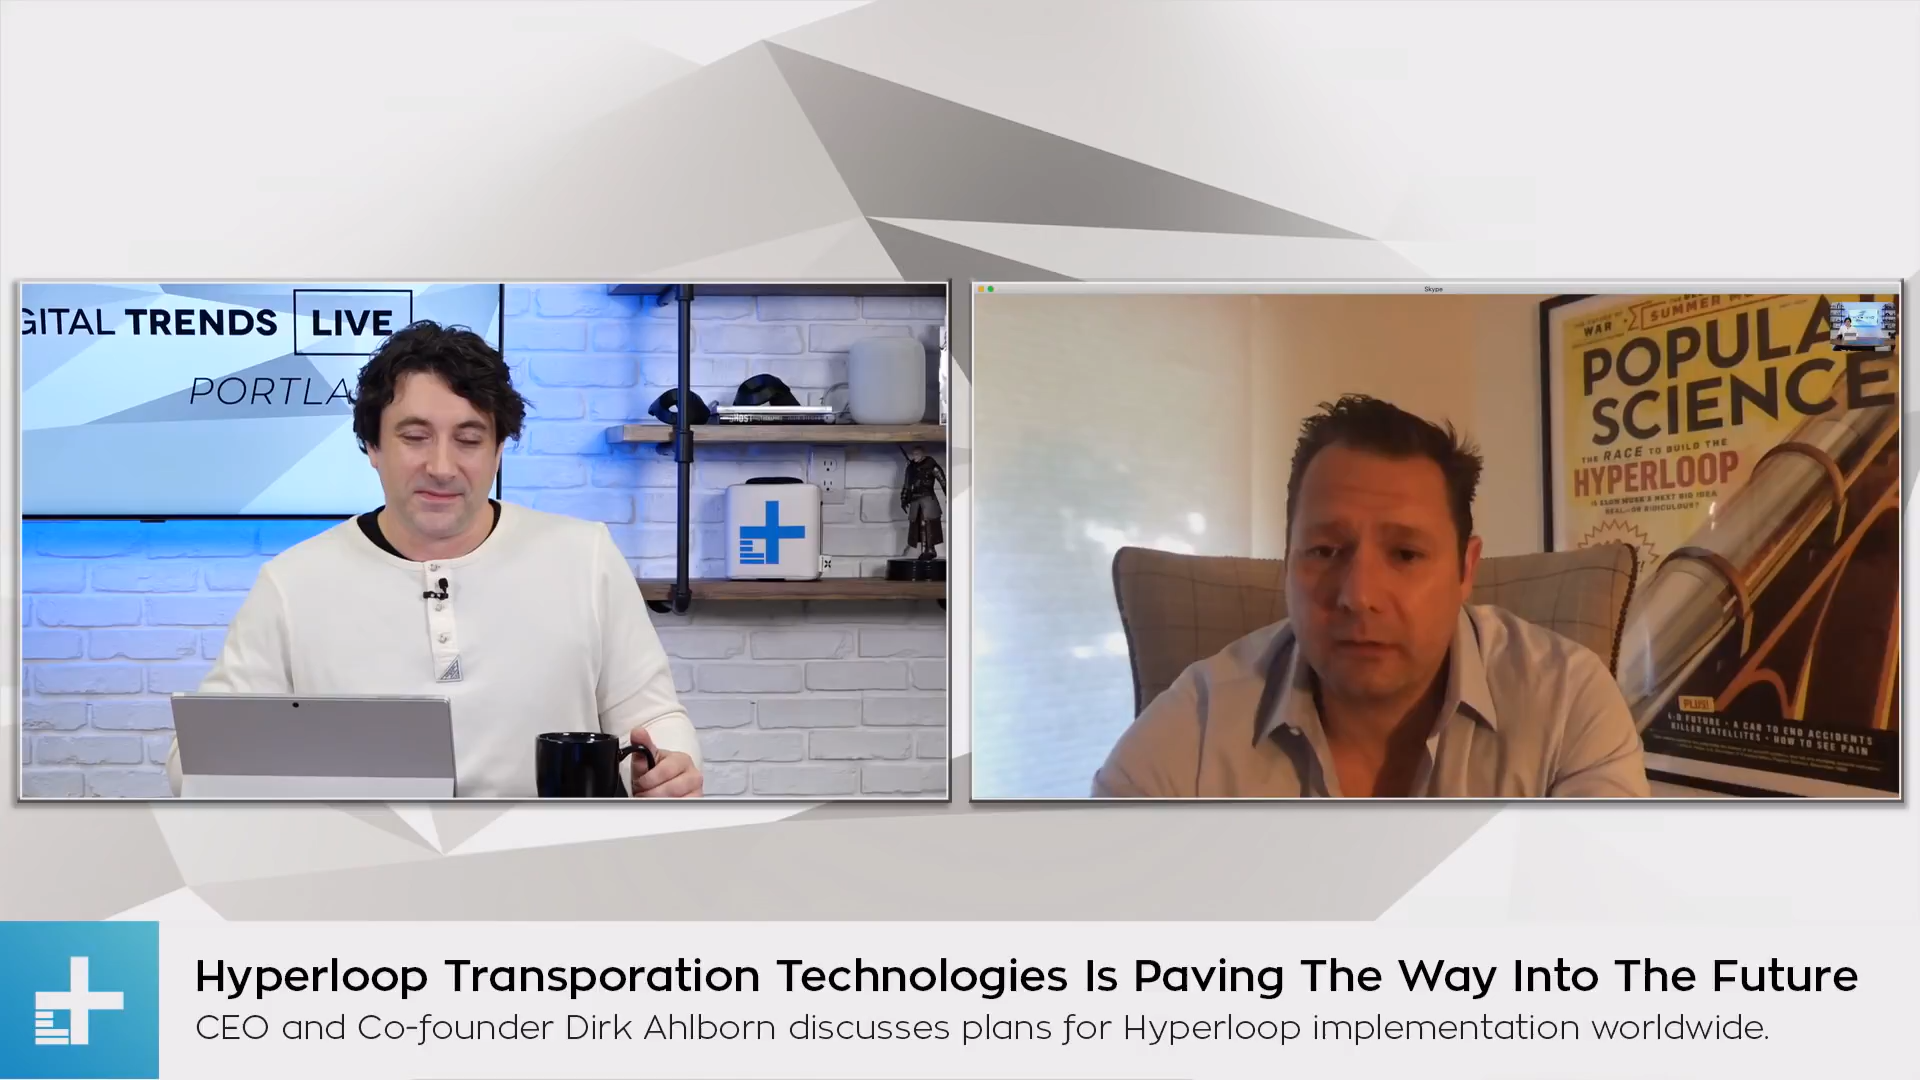 GITAL TRENDS LIVE
PORTLA
GHOST
Skype
WAR
SUMMER
POPULA
SCIENCE
THE RACE TO BUILD THE
HYPERLOOP
IS ELON MUSK'S NEXT BIG IDEA
REAL—OR RIDICULOUS?
PLUS!
L-D FUTURE • A CAR TO END ACCIDENTS
KILLER SATELLITES • HOW TO SEE PAIN
Hyperloop Transporation Technologies Is Paving The Way Into The Future
CEO and Co-founder Dirk Ahlborn discusses plans for Hyperloop implementation worldwide.